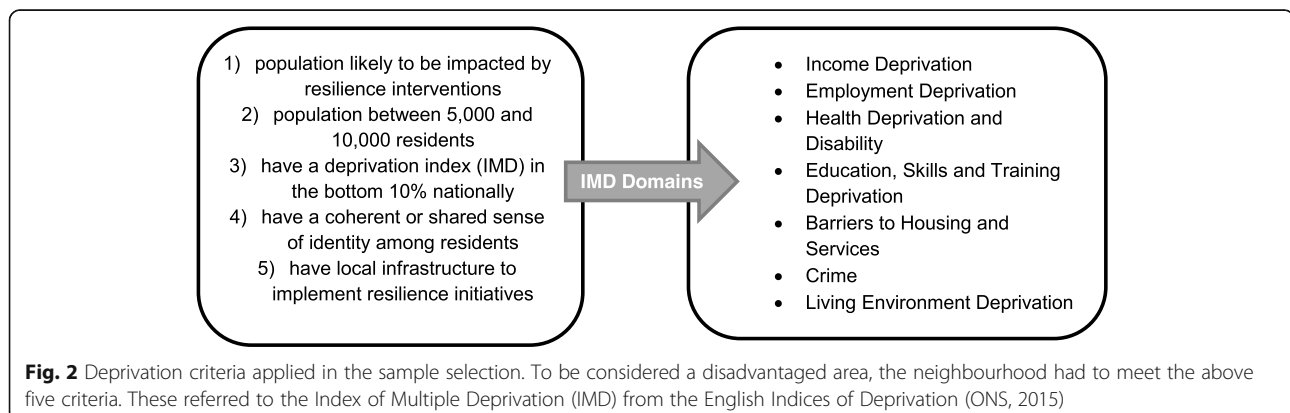 1) population likely to be impacted by
resilience interventions
2) population between 5,000 and
10,000 residents
3) have a deprivation index (IMD) in
the bottom 10% nationally
4) have a coherent or shared sense
of identity among residents
5) have local infrastructure to
implement resilience initiatives
IMD Domains
• Income Deprivation
• Employment Deprivation
• Health Deprivation and
Disability
• Education, Skills and Training
Deprivation
• Barriers to Housing and
Services
• Crime
• Living Environment Deprivation
Fig. 2 Deprivation criteria applied in the sample selection. To be considered a disadvantaged area, the neighbourhood had to meet the above
five criteria. These referred to the Index of Multiple Deprivation (IMD) from the English Indices of Deprivation (ONS, 2015)